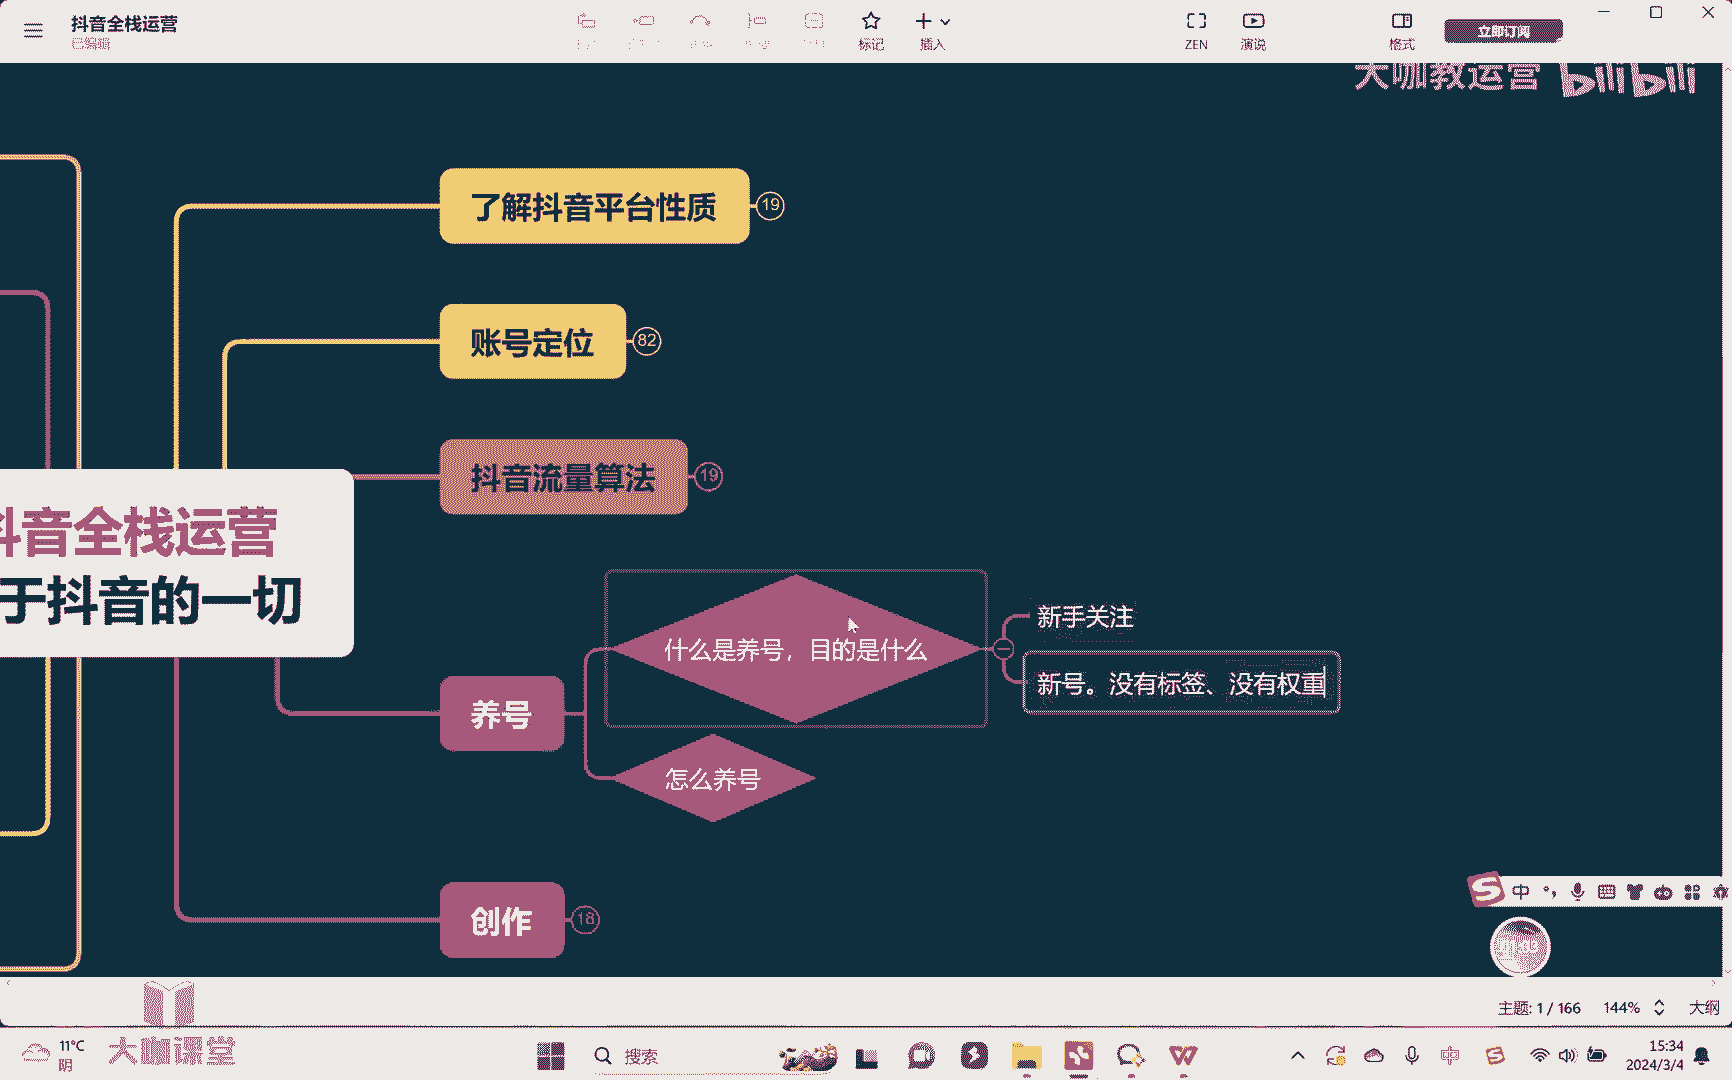 抖音全栈运营
已编辑
标记
插入
ZEN
演说
格式
立即订阅
大咖教运营 bilibili
了解抖音平台性质
19
账号定位
82
抖音流量算法
19
抖音全栈运营
于抖音的一切
什么是养号，目的是什么
新手关注
新号。没有标签、没有权重
养号
怎么养号
创作
18
中
主题: 1 / 166
144%
大纲
11°C
阴
大咖课堂
搜索
中
15:34
2024/3/4